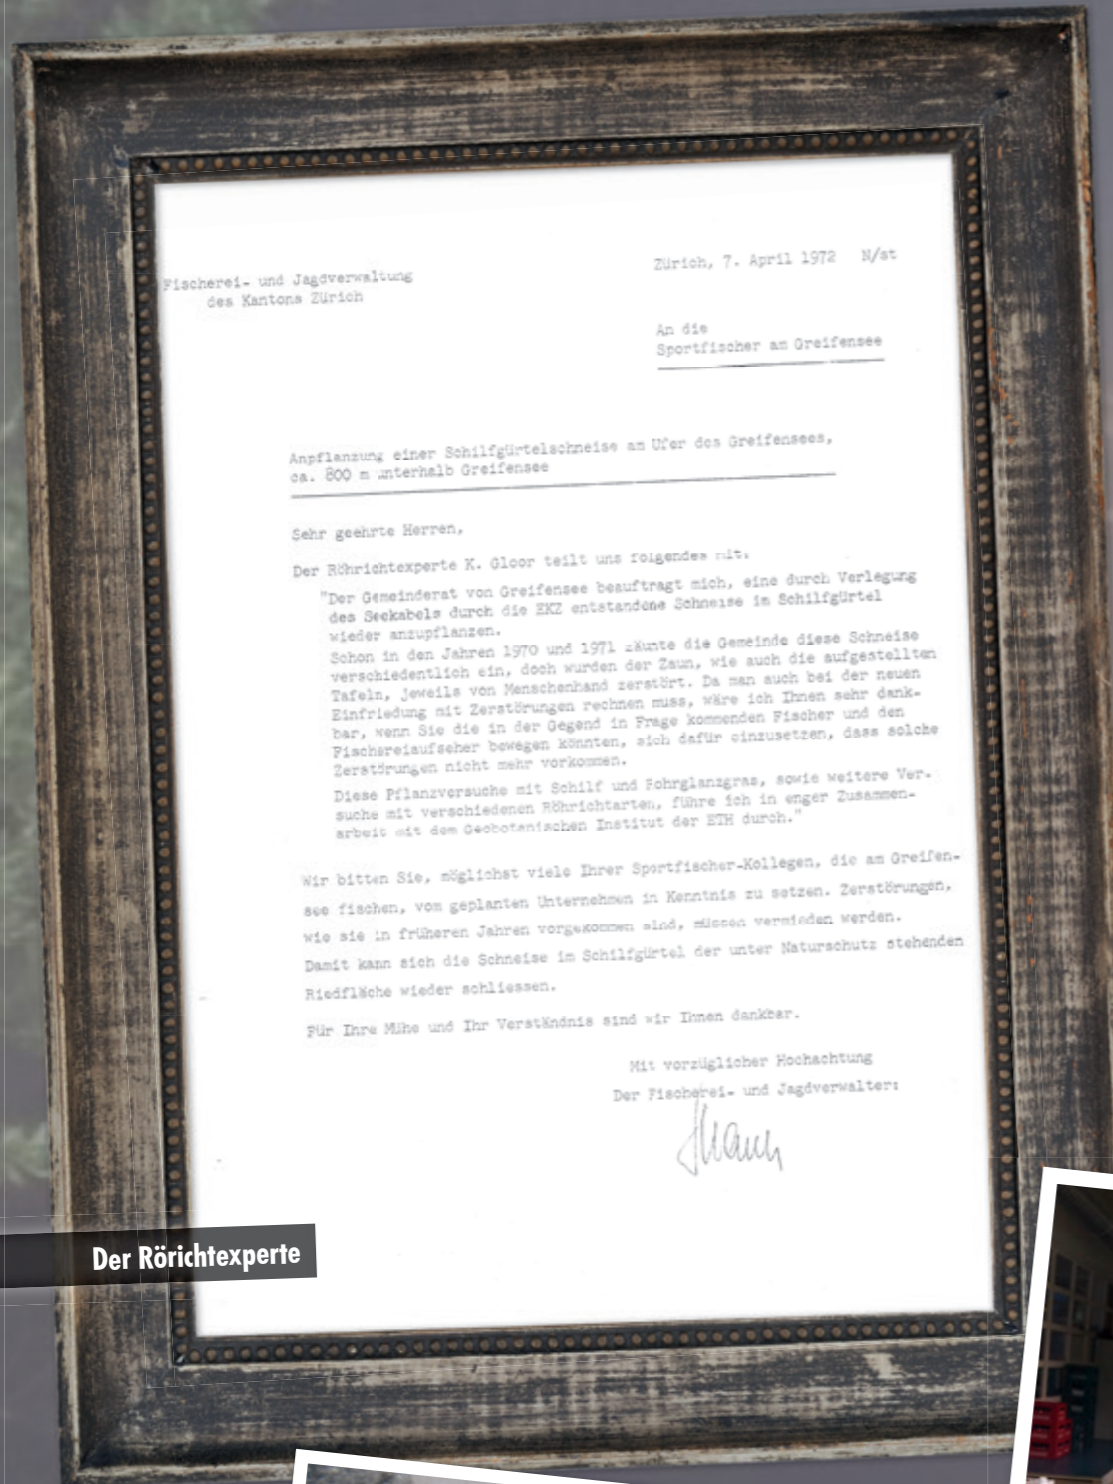 Zürich, 7. April 1972 N/st
Fischerei- und Jagdverwaltung
des Kantons Zürich
An die
Sportfischer am Greifensee
Anpflanzung einer Schilfgürtelschneise am Ufer des Greifensees,
ca. 800 m unterhalb Greifensee
Sehr geehrte Herren,
Der Röhrichtexperte K. Gloor teilt uns folgendes mit:
"Der Gemeinderat von Greifensee beauftragt mich, eine durch Verlegung
des Seekabels durch die EKZ entstandene Schneise im Schilfgürtel
wieder anzupflanzen.
Schon in den Jahren 1970 und 1971 zäunte die Gemeinde diese Schneise
verschiedentlich ein, doch wurden der Zaun, wie auch die aufgestellten
Tafeln, jeweils von Menschenhand zerstört. Da man auch bei der neuen
Einfriedung mit Zerstörungen rechnen muss, wäre ich Ihnen sehr dank-
bar, wenn Sie die in der Gegend in Frage kommenden Fischer und den
Fischereiaufseher bewegen könnten, sich dafür einzusetzen, dass solche
Zerstörungen nicht mehr vorkommen.
Diese Pflanzversuche mit Schilf und Rohrglanzgras, sowie weitere Ver-
suche mit verschiedenen Röhrichtarten, führe ich in enger Zusammen-
arbeit mit dem Geobotanischen Institut der ETH durch."
Wir bitten Sie, möglichst viele Ihrer Sportfischer-Kollegen, die am Greifen-
see fischen, vom geplanten Unternehmen in Kenntnis zu setzen. Zerstörungen,
wie sie in früheren Jahren vorgekommen sind, müssen vermieden werden.
Damit kann sich die Schneise im Schilfgürtel der unter Naturschutz stehenden
Riedfläche wieder schliessen.
Für Ihre Mühe und Ihr Verständnis sind wir Ihnen dankbar.
Mit vorzüglicher Hochachtung
Der Fischerei- und Jagdverwalter:
Der Rörichtexperte